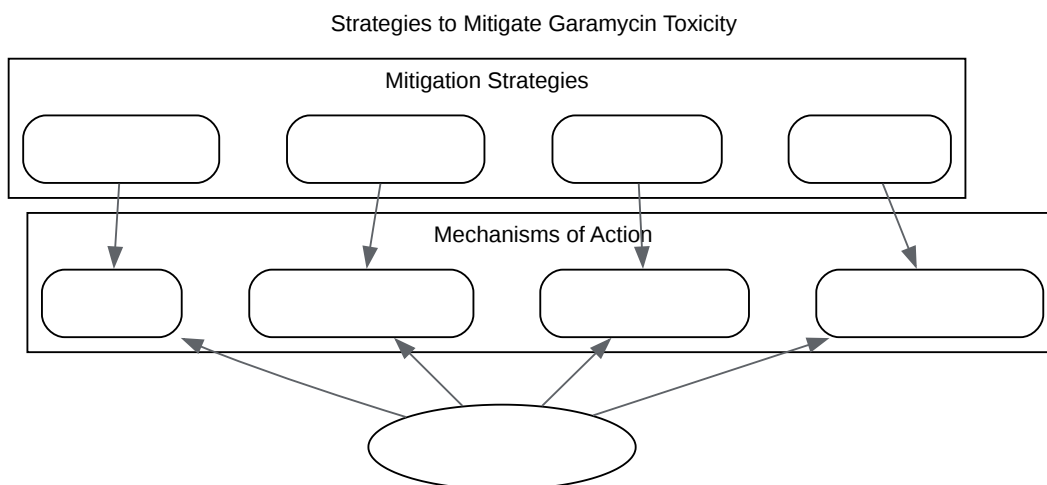 Strategies to Mitigate Garamycin Toxicity
Mitigation Strategies
Mechanisms of Action